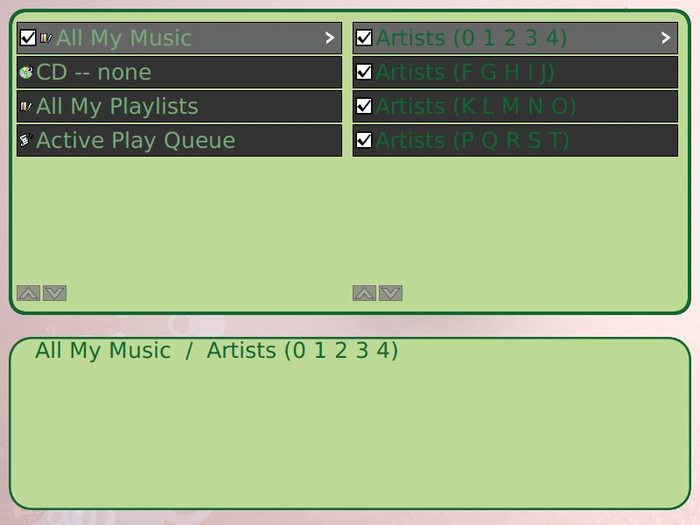 All My Music
CD -- none
All My Playlists
Active Play Queue
Artists (0 1 2 3 4)
Artists (F G H I J)
Artists (K L M N O)
Artists (P Q R S T)
All My Music / Artists (0 1 2 3 4)